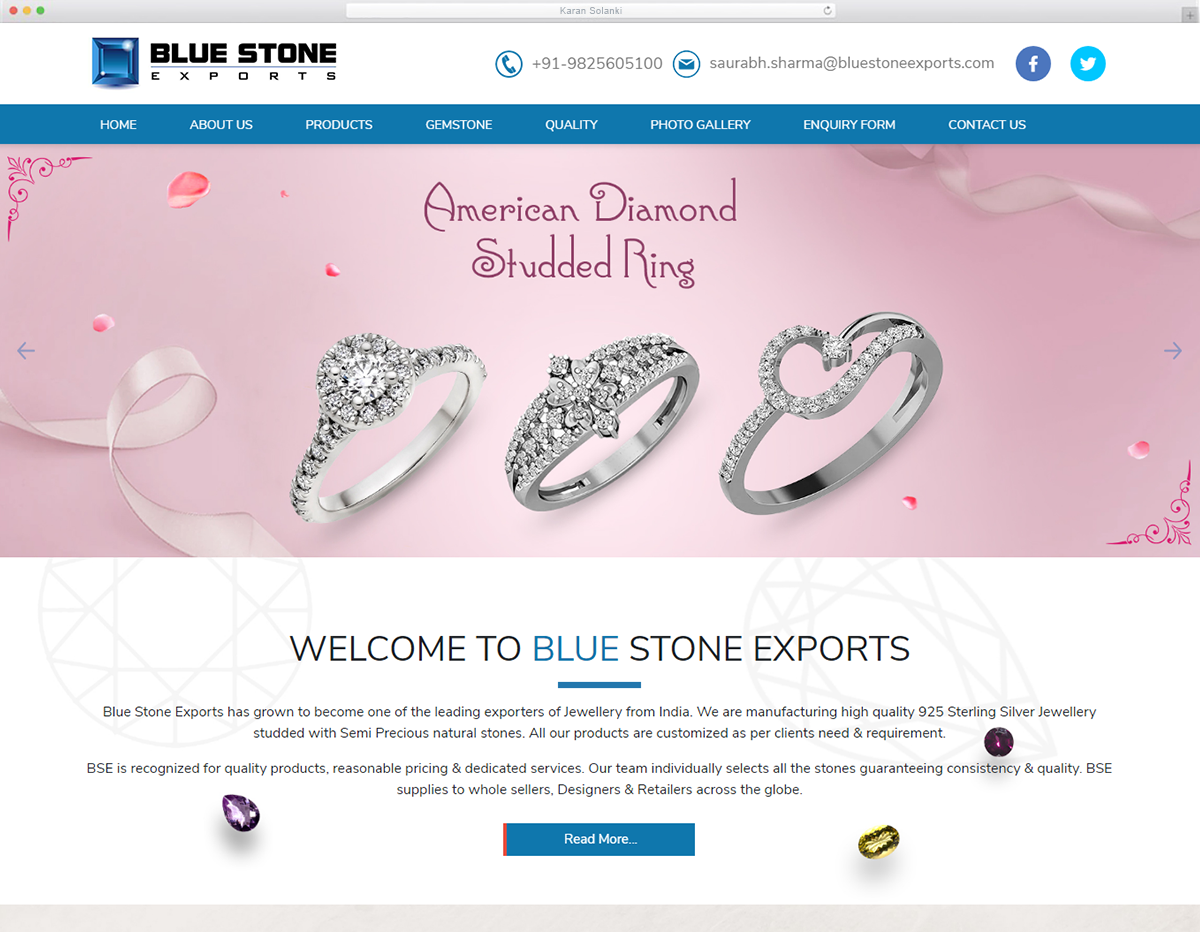 Karan Solanki
BLUE STONE
EXPORTS
+91-9825605100
saurabh.sharma@bluestoneexports.com
HOME ABOUT US PRODUCTS GEMSTONE QUALITY PHOTO GALLERY ENQUIRY FORM CONTACT US
American Diamond
Studded Ring
WELCOME TO BLUE STONE EXPORTS
Blue Stone Exports has grown to become one of the leading exporters of Jewellery from India. We are manufacturing high quality 925 Sterling Silver Jewellery
studded with Semi Precious natural stones. All our products are customized as per clients need & requirement.
BSE is recognized for quality products, reasonable pricing & dedicated services. Our team individually selects all the stones guaranteeing consistency & quality. BSE
supplies to whole sellers, Designers & Retailers across the globe.
Read More...